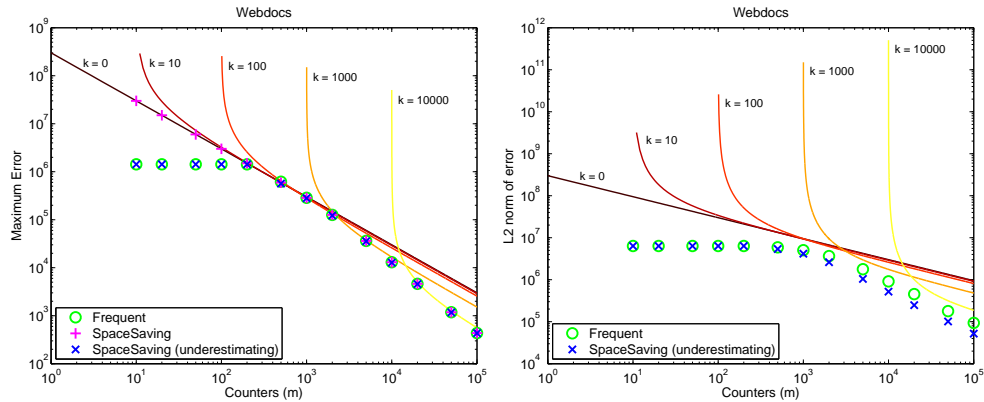 Webdocs
10^9
10^8
10^7
10^6
10^5
10^4
10^3
10^2
Maximum Error
k = 0
k = 10
k = 100
k = 1000
k = 10000
Frequent
SpaceSaving
SpaceSaving (underestimating)
10^0
10^1
10^2
10^3
10^4
10^5
Counters (m)
Webdocs
10^12
10^11
10^10
10^9
10^8
10^7
10^6
10^5
10^4
L2 norm of error
k = 10000
k = 1000
k = 100
k = 10
k = 0
Frequent
SpaceSaving (underestimating)
10^0
10^1
10^2
10^3
10^4
10^5
Counters (m)